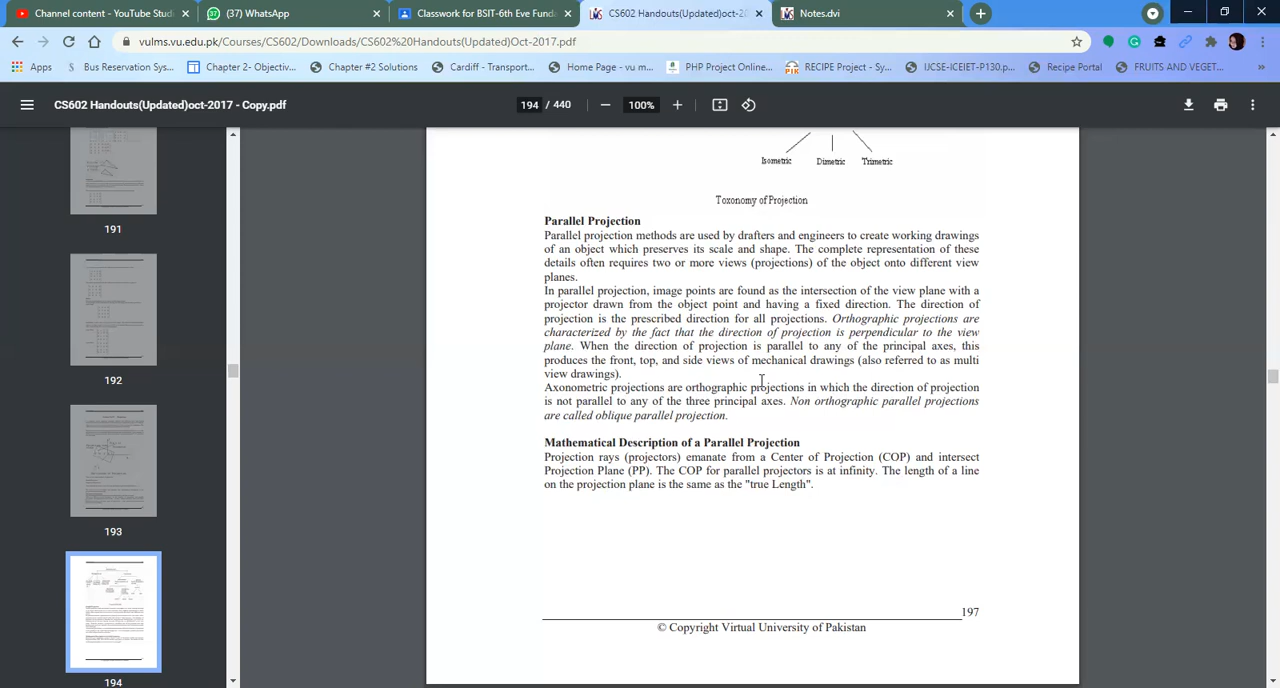 Channel content - YouTube Studi
(37) WhatsApp
Classwork for BSIT-6th Eve Fund
CS602 Handouts(Updated)oct-20
Notes.dvi
vulms.vu.edu.pk/Courses/CS602/Downloads/CS602%20Handouts(Updated)Oct-2017.pdf
Apps
Bus Reservation Sys...
Chapter 2- Objectiv...
Chapter #2 Solutions
Cardiff - Transport...
Home Page - vu m...
PHP Project Online...
RECIPE Project - Sy...
IJCSE-ICEIET-P130.p...
Recipe Portal
FRUITS AND VEGET...
»
CS602 Handouts(Updated)oct-2017 - Copy.pdf
194 / 440
100%
191
192
193
194
Isometric Dimetric Trimetric
Toxonomy of Projection
Parallel Projection
Parallel projection methods are used by drafters and engineers to create working drawings
of an object which preserves its scale and shape. The complete representation of these
details often requires two or more views (projections) of the object onto different view
planes.
In parallel projection, image points are found as the intersection of the view plane with a
projector drawn from the object point and having a fixed direction. The direction of
projection is the prescribed direction for all projections. Orthographic projections are
characterized by the fact that the direction of projection is perpendicular to the view
plane. When the direction of projection is parallel to any of the principal axes, this
produces the front, top, and side views of mechanical drawings (also referred to as multi
view drawings).
Axonometric projections are orthographic projections in which the direction of projection
is not parallel to any of the three principal axes. Non orthographic parallel projections
are called oblique parallel projection.
Mathematical Description of a Parallel Projection
Projection rays (projectors) emanate from a Center of Projection (COP) and intersect
Projection Plane (PP). The COP for parallel projectors is at infinity. The length of a line
on the projection plane is the same as the "true Length".
197
© Copyright Virtual University of Pakistan